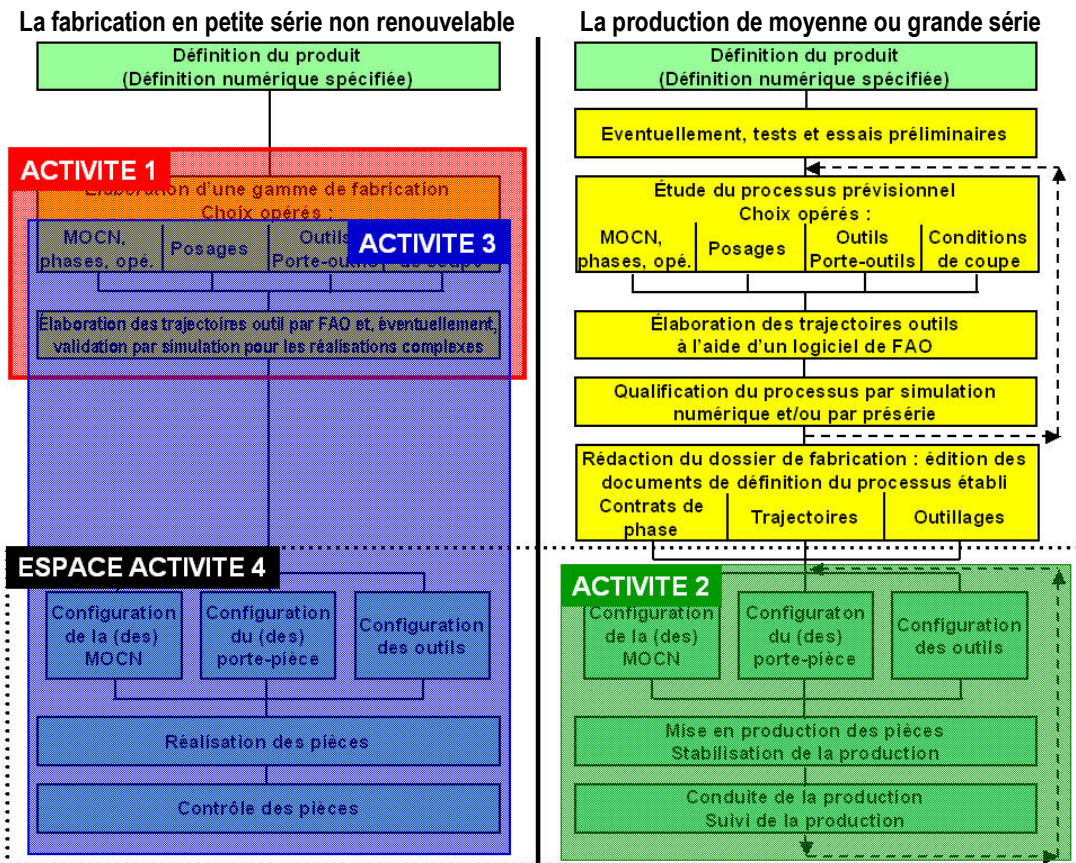 La fabrication en petite série non renouvelable
Définition du produit
(Définition numérique spécifiée)
ACTIVITE 1
Élaboration d'une gamme de fabrication
Choix opérés :
MOCN,
phases, opé.
Posages
Outils
Porte-outils
de coupe
ACTIVITE 3
Élaboration des trajectoires outil par FAO et, éventuellement,
validation par simulation pour les réalisations complexes
ESPACE ACTIVITE 4
Configuration
de la (des)
MOCN
Configuration
du (des)
porte-pièce
Configuration
des outils
Réalisation des pièces
Contrôle des pièces
La production de moyenne ou grande série
Définition du produit
(Définition numérique spécifiée)
Eventuellement, tests et essais préliminaires
Étude du processus prévisionnel
Choix opérés :
MOCN,
phases, opé.
Posages
Outils
Porte-outils
Conditions
de coupe
Élaboration des trajectoires outils
à l'aide d'un logiciel de FAO
Qualification du processus par simulation
numérique et/ou par présérie
Rédaction du dossier de fabrication : édition des
documents de définition du processus établi
Contrats de
phase
Trajectoires
Outillages
ACTIVITE 2
Configuration
de la (des)
MOCN
Configuraton
du (des)
porte-pièce
Configuration
des outils
Mise en production des pièces
Stabilisation de la production
Conduite de la production
Suivi de la production